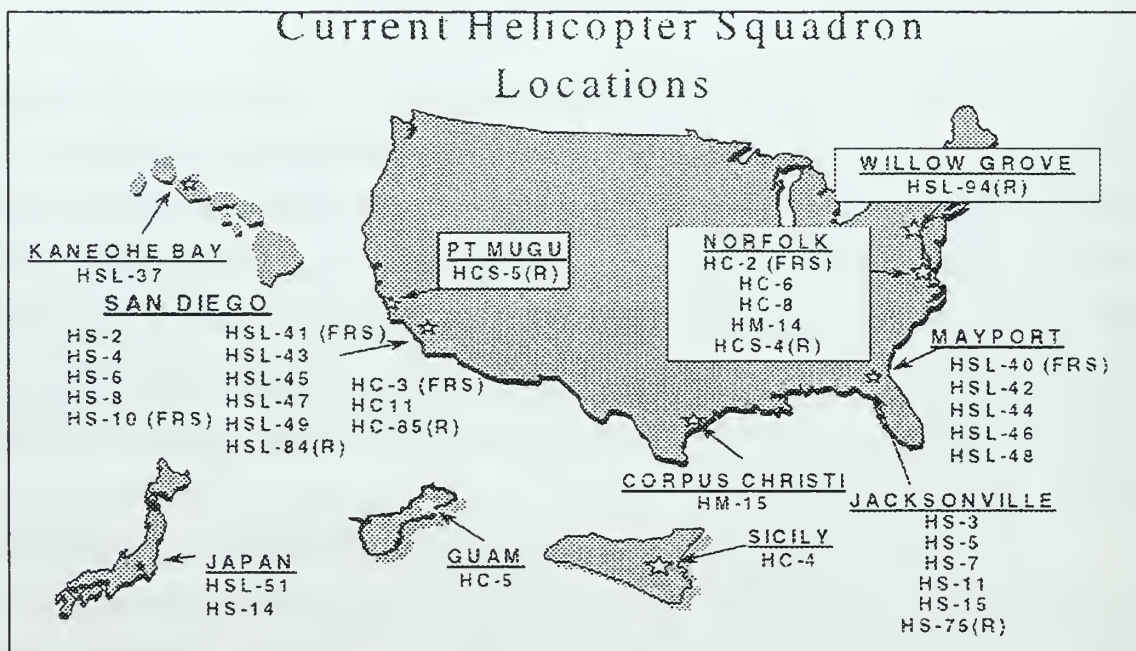 Current Helicopter Squadron
Locations
WILLOW GROVE
HSL-94(R)
KANEOHE BAY
HSL-37
PT MUGU
HCS-5(R)
NORFOLK
HC-2 (FRS)
HC-6
HC-8
HM-14
HCS-4(R)
SAN DIEGO
HS-2
HS-4
HS-6
HS-8
HS-10 (FRS)
HSL-41 (FRS)
HSL-43
HSL-45
HSL-47
HSL-49
HSL-84(R)
HC-3 (FRS)
HC11
HC-85(R)
MAYPORT
HSL-40 (FRS)
HSL-42
HSL-44
HSL-46
HSL-48
CORPUS CHRISTI
HM-15
JACKSONVILLE
HS-3
HS-5
HS-7
HS-11
HS-15
HS-75(R)
JAPAN
HSL-51
HS-14
GUAM
HC-5
SICILY
HC-4